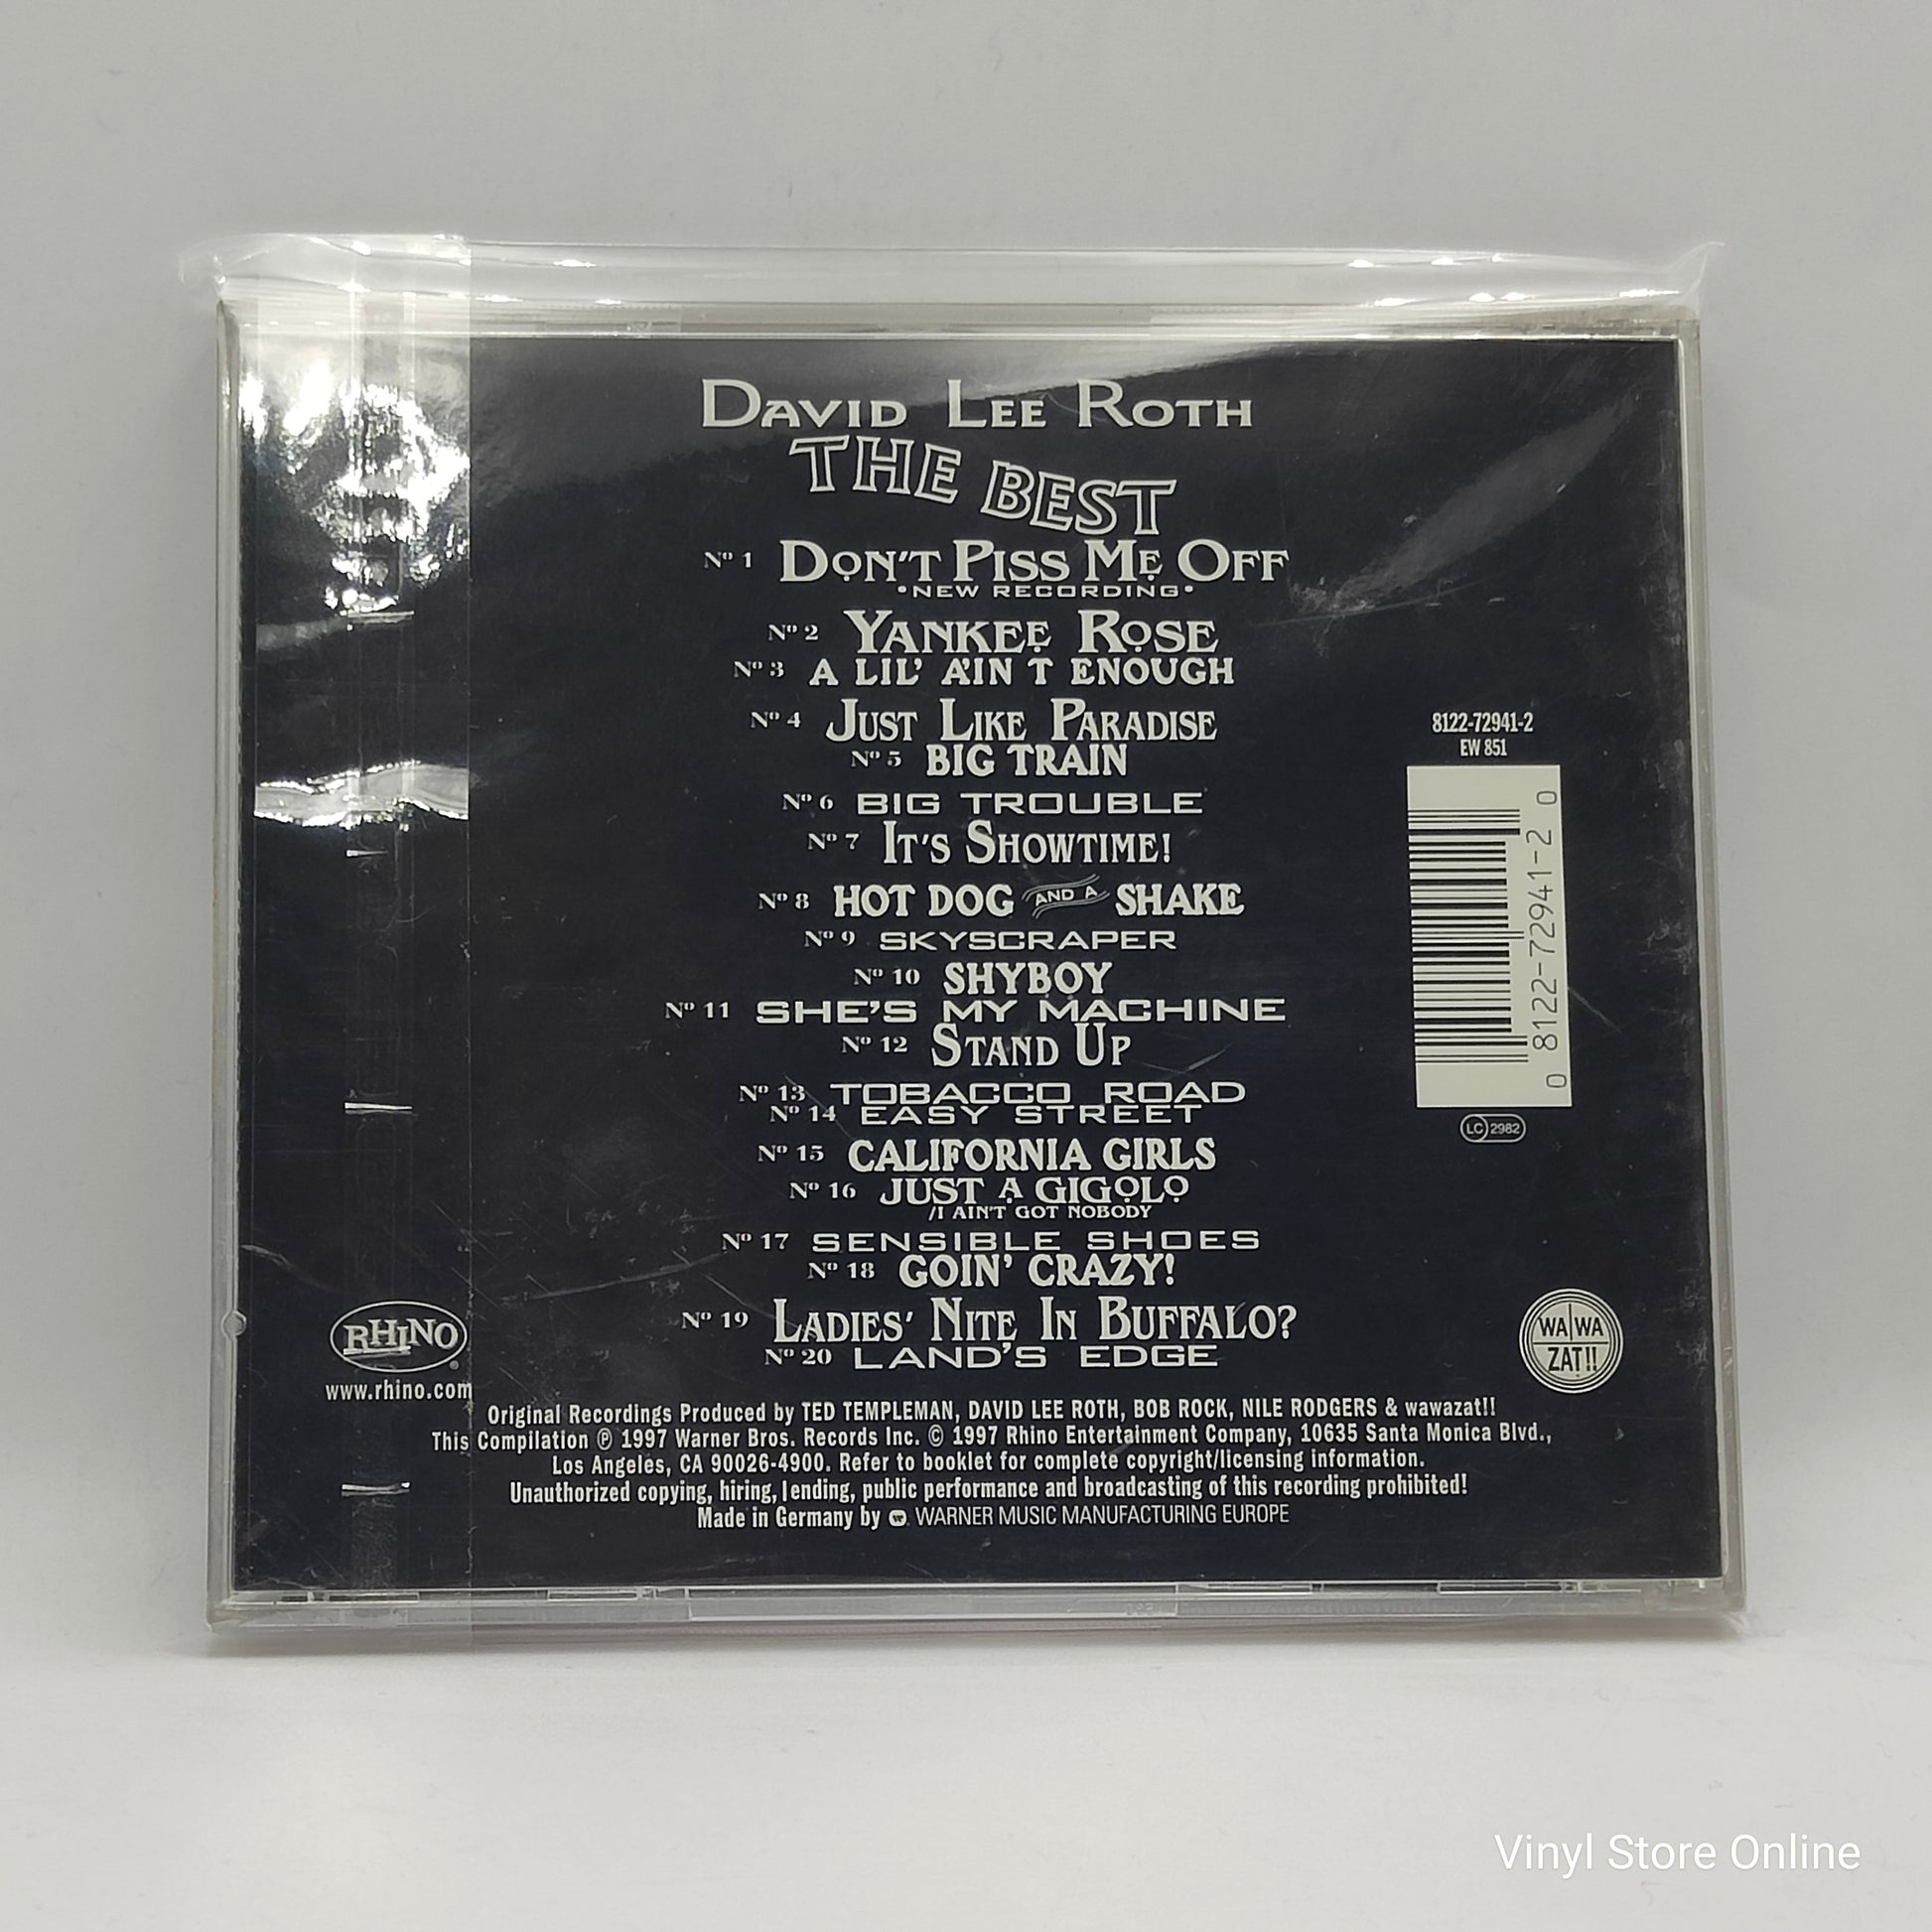 David Lee Roth
THE BEST
Nº 1 Don't Piss Me Off
•NEW RECORDING•
Nº 2 Yankee Rose
Nº 3 A LIL' A'IN T ENOUGH
Nº 4 Just Like Paradise
Nº 5 BIG TRAIN
Nº 6 BIG TROUBLE
Nº 7 It's Showtime!
Nº 8 HOT DOG AND A SHAKE
Nº 9 SKYSCRAPER
Nº 10 SHYBOY
Nº 11 SHE'S MY MACHINE
Nº 12 Stand Up
Nº 13 TOBACCO ROAD
Nº 14 EASY STREET
Nº 15 CALIFORNIA GIRLS
Nº 16 JUST A GIGOLO
/I AIN'T GOT NOBODY
Nº 17 SENSIBLE SHOES
Nº 18 GOIN' CRAZY!
Nº 19 Ladies' Nite In Buffalo?
Nº 20 LAND'S EDGE
8122-72941-2
EW 851
0 8122-72941-2 0
LC 2982
RHINO®
www.rhino.com
WA WA
ZAT!!
Original Recordings Produced by TED TEMPLEMAN, DAVID LEE ROTH, BOB ROCK, NILE RODGERS & wawazat!!
This Compilation ℗ 1997 Warner Bros. Records Inc. © 1997 Rhino Entertainment Company, 10635 Santa Monica Blvd.,
Los Angeles, CA 90026-4900. Refer to booklet for complete copyright/licensing information.
Unauthorized copying, hiring, lending, public performance and broadcasting of this recording prohibited!
Made in Germany by WARNER MUSIC MANUFACTURING EUROPE
Vinyl Store Online